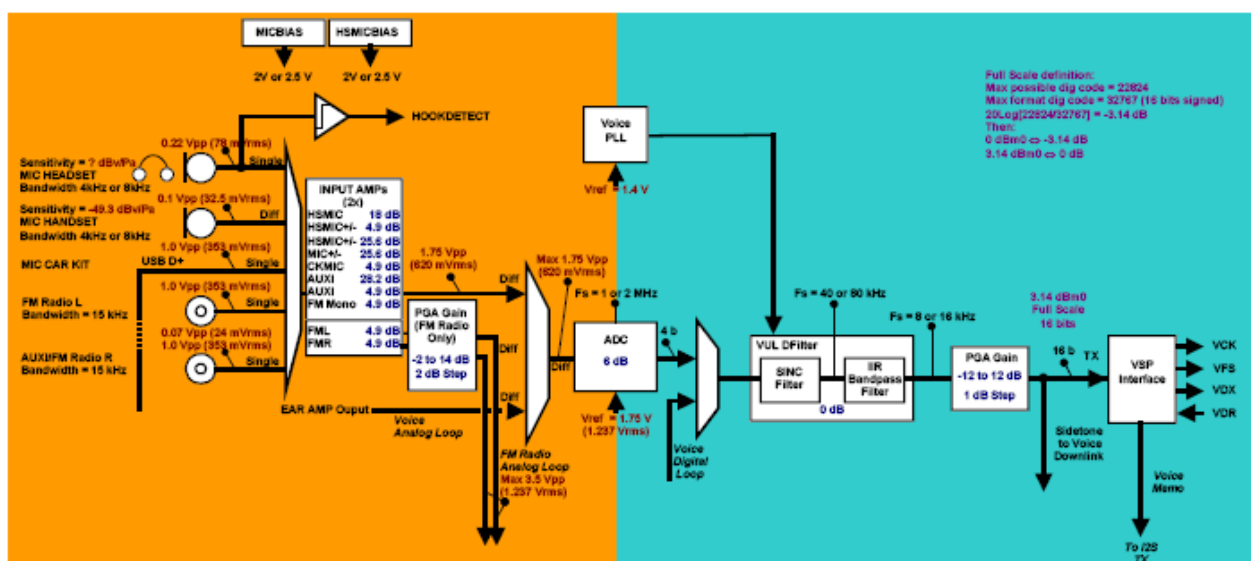 MICBIAS
HSMICBIAS
2V or 2.5 V
2V or 2.5 V
HOOKDETECT
Full Scale definition:
Max possible dig code = 22824
Max format dig code = 32767 (16 bits signed)
20Log[22824/32767] = -3.14 dB
Then:
0 dBm0 ⇔ -3.14 dB
3.14 dBm0 ⇔ 0 dB
Voice
PLL
Vref = 1.4 V
0.22 Vpp (78 mVrms)
Single
Sensitivity = ? dBv/Pa
MIC HEADSET
Bandwidth 4kHz or 8kHz
0.1 Vpp (32.5 mVrms)
Diff
Sensitivity = -49.3 dBv/Pa
MIC HANDSET
Bandwidth 4kHz or 8kHz
1.0 Vpp (353 mVrms)
MIC CAR KIT
USB D+
Single
1.0 Vpp (353 mVrms)
FM Radio L
Bandwidth = 15 kHz
Single
0.07 Vpp (24 mVrms)
1.0 Vpp (353 mVrms)
AUXI/FM Radio R
Bandwidth = 15 kHz
Single
INPUT AMPs
(2x)
HSMIC 18 dB
HSMIC+/- 4.9 dB
HSMIC+/- 25.6 dB
MIC+/- 25.6 dB
CKMIC 4.9 dB
AUXI 28.2 dB
AUXI 4.9 dB
FM Mono 4.9 dB
FML 4.9 dB
FMR 4.9 dB
1.75 Vpp
(620 mVrms)
Diff
PGA Gain
(FM Radio
Only)
-2 to 14 dB
2 dB Step
Diff
EAR AMP Ouput
Diff
Voice
Analog Loop
FM Radio
Analog Loop
Max 3.5 Vpp
(1.237 Vrms)
Max 1.75 Vpp
(620 mVrms)
Diff
Fs = 1 or 2 MHz
ADC
6 dB
Vref = 1.75 V
(1.237 Vrms)
4 b
Voice
Digital
Loop
Fs = 40 or 80 kHz
VUL DFilter
SINC
Filter
IIR
Bandpass
Filter
0 dB
Fs = 8 or 16 kHz
PGA Gain
-12 to 12 dB
1 dB Step
3.14 dBm0
Full Scale
16 bits
16 b
TX
VSP
Interface
VCK
VFS
VDX
VDR
Sidetone
to Voice
Downlink
Voice
Memo
To I2S
TX